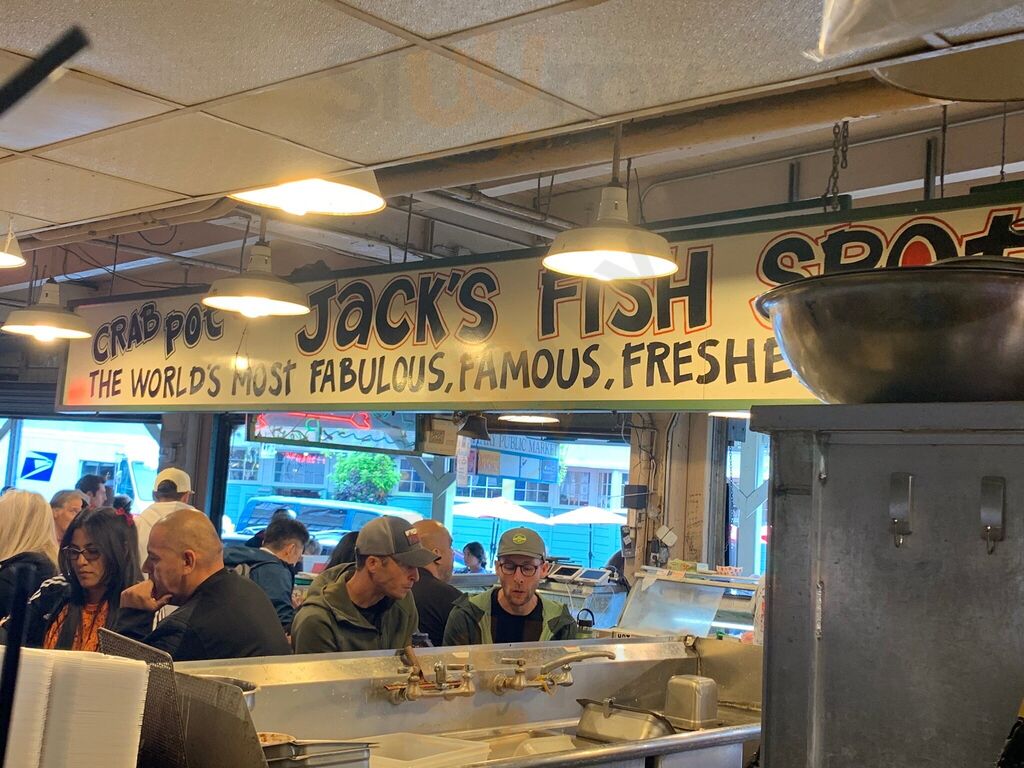 CRAB POT JACK'S FISH SPOT
THE WORLD'S MOST FABULOUS, FAMOUS, FRESHE
PUBLIC MARKET